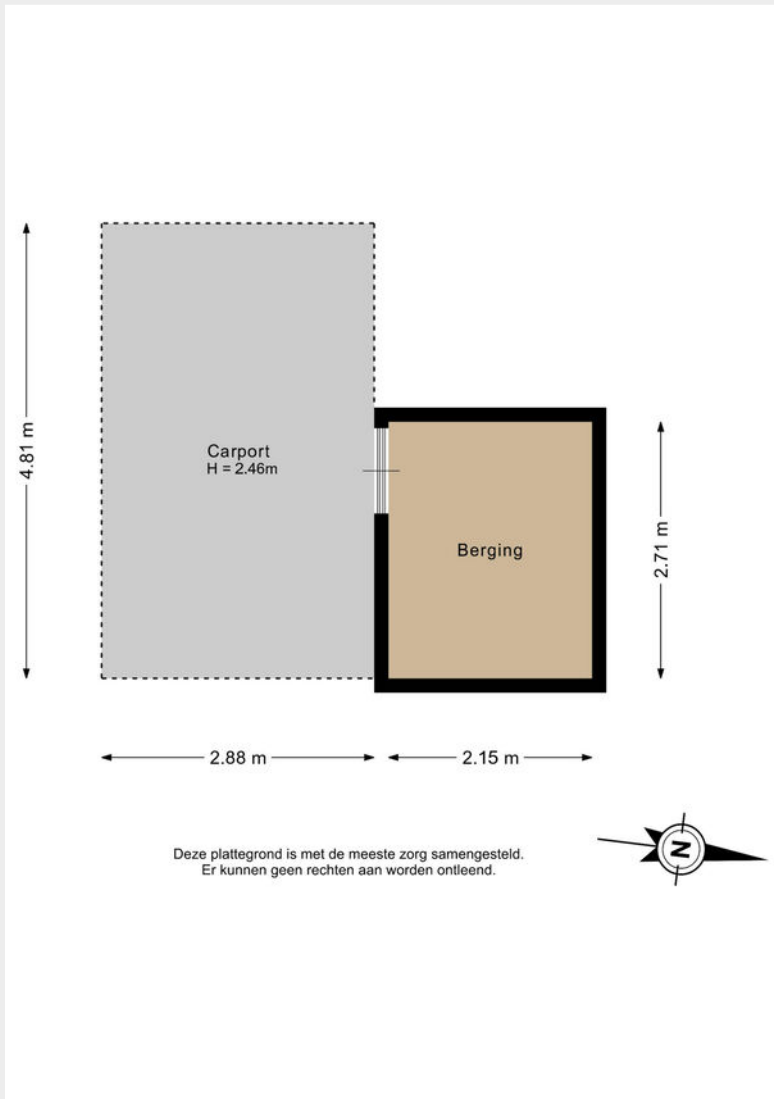 4.81 m
Carport
H = 2.46m
Berging
2.71 m
2.88 m
2.15 m
Deze plattegrond is met de meeste zorg samengesteld.
Er kunnen geen rechten aan worden ontleend.
N